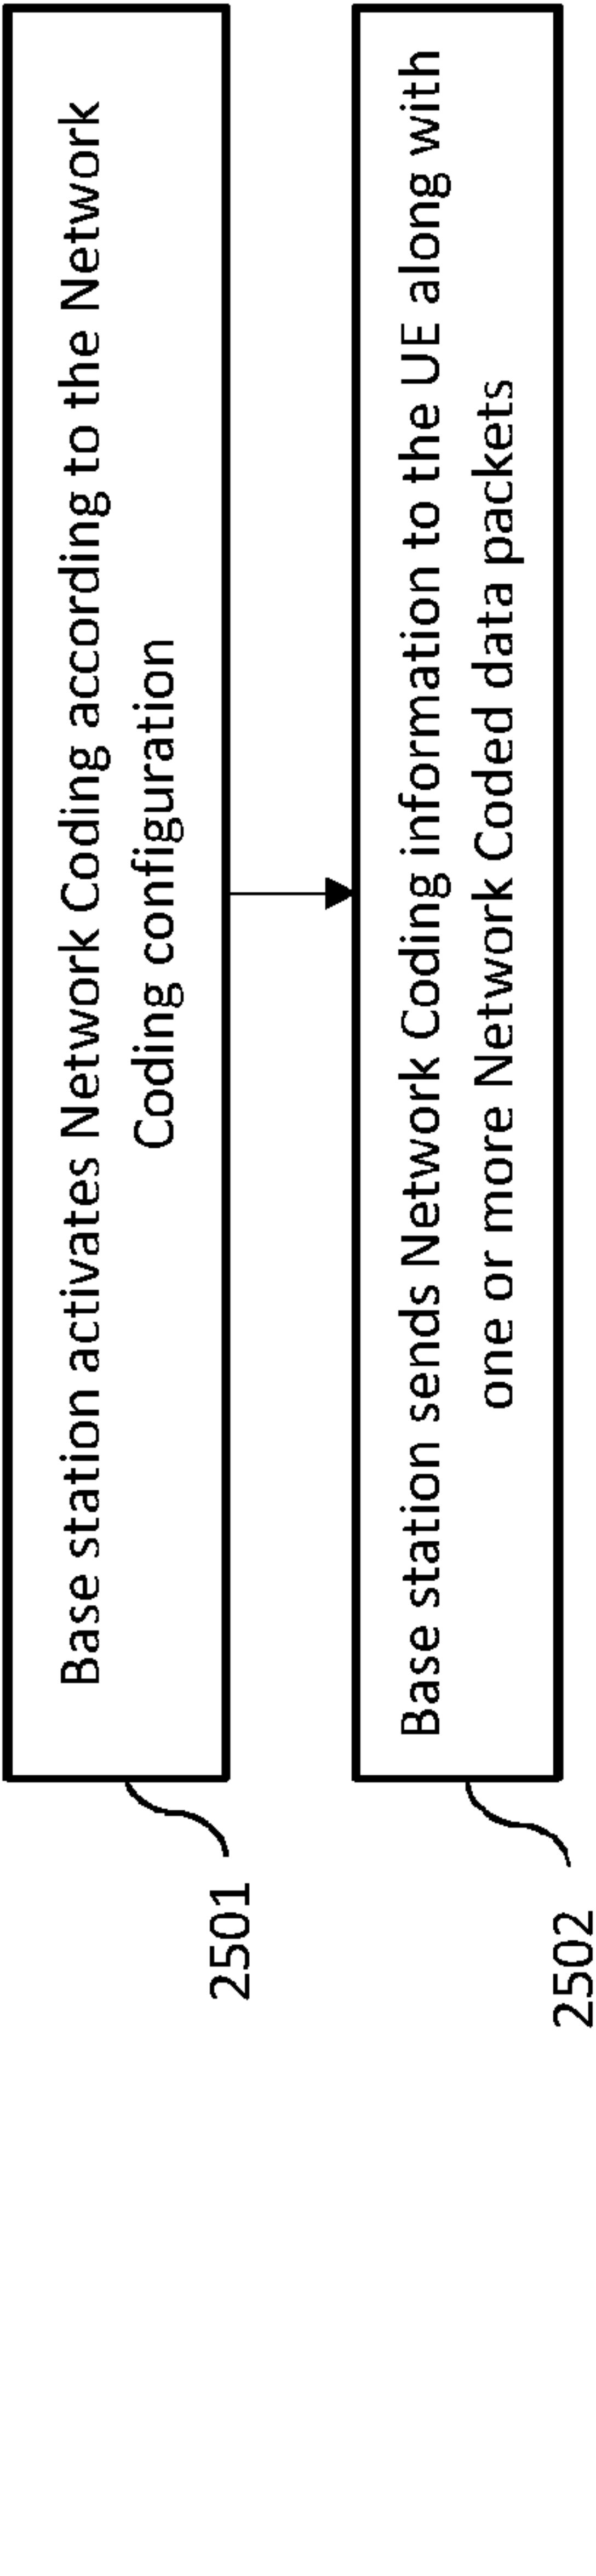 Base station activates Network Coding according to the Network
Coding configuration
2501
Base station sends Network Coding information to the UE along with
one or more Network Coded data packets
2502